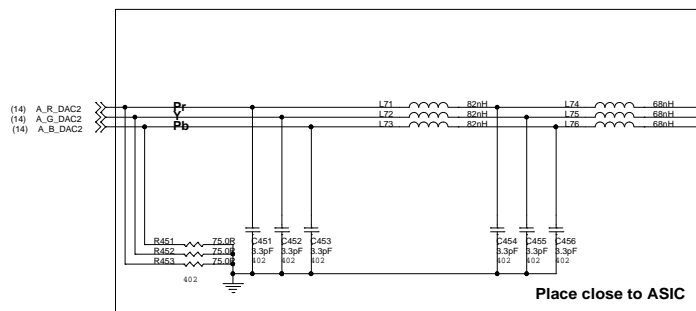 (14) A_R_DAC2 Pr L71 82nH L74 68nH
(14) A_G_DAC2 Y L72 82nH L75 68nH
(14) A_B_DAC2 Pb L73 82nH L76 68nH
R451 75.0R C451 C452 C453 C454 C455 C456
R452 75.0R 3.3pF 3.3pF 3.3pF 3.3pF 3.3pF 3.3pF
R453 75.0R 402 402 402 402 402 402
402
Place close to ASIC